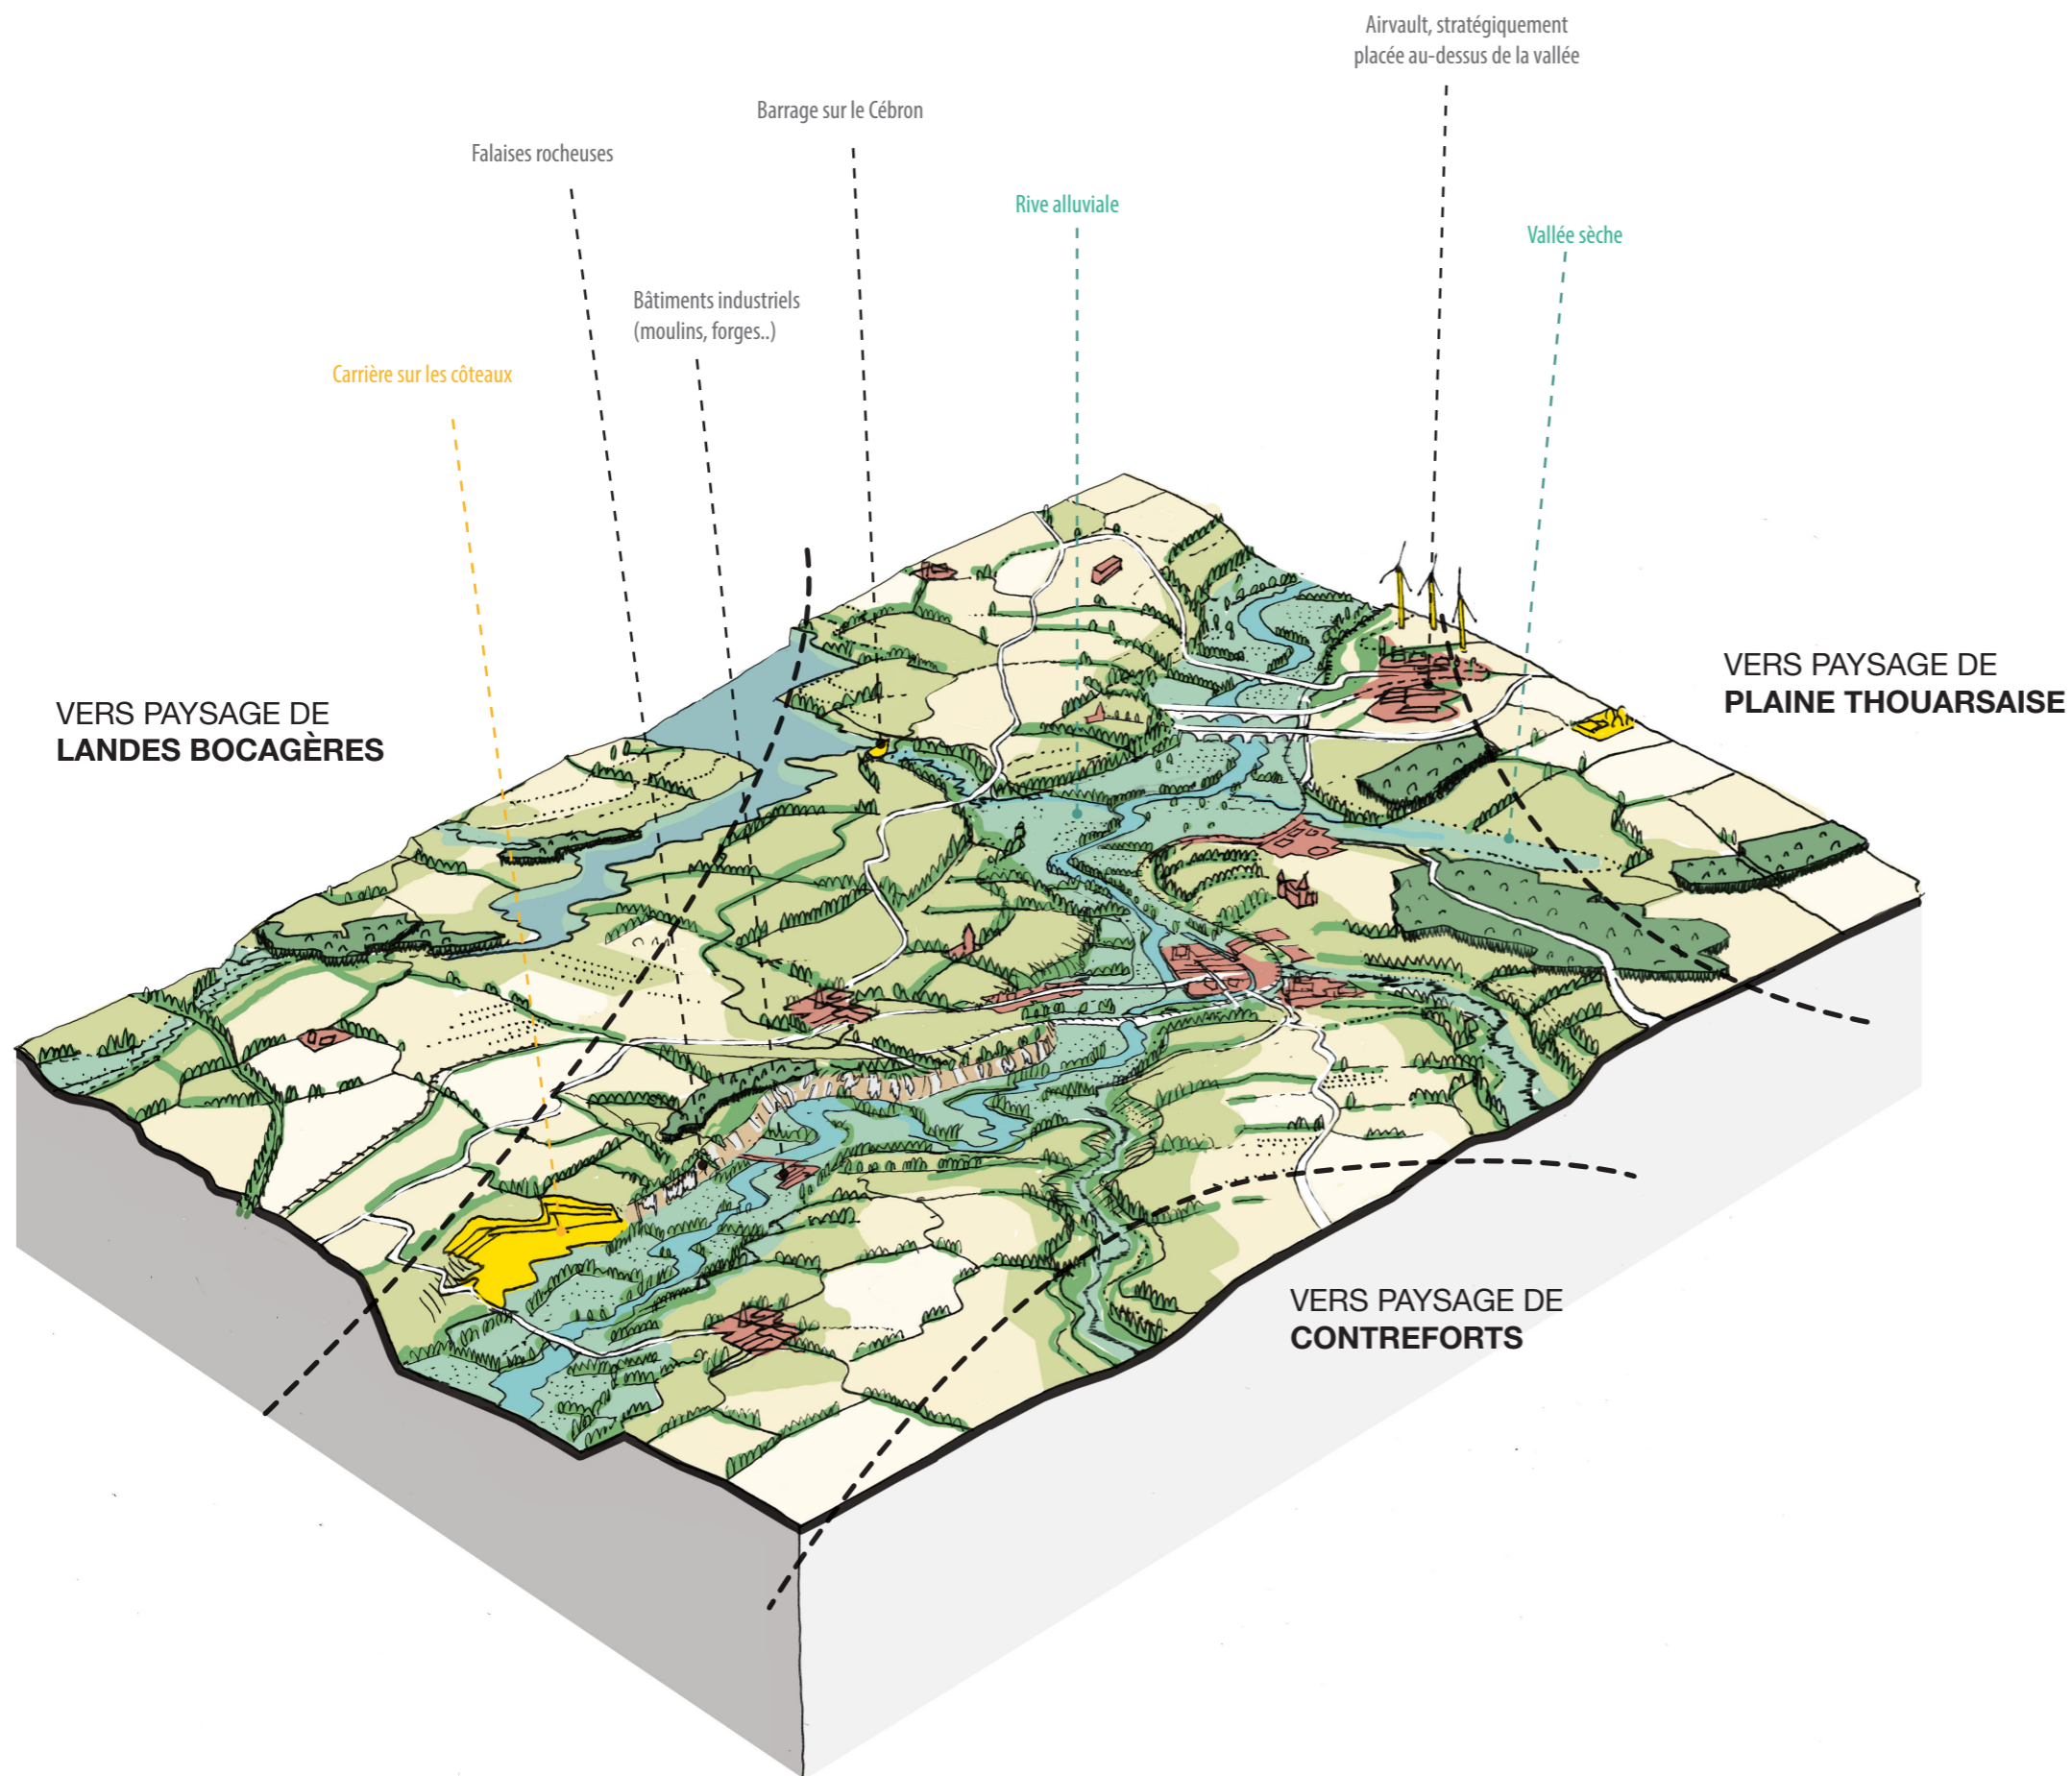 Airvault, stratégiquement
placée au-dessus de la vallée
Barrage sur le Cébron
Falaises rocheuses
Rive alluviale
Vallée sèche
Bâtiments industriels
(moulins, forges..)
Carrière sur les côteaux
VERS PAYSAGE DE
PLAINE THOUARSAISE
VERS PAYSAGE DE
LANDES BOCAGÈRES
VERS PAYSAGE DE
CONTREFORTS